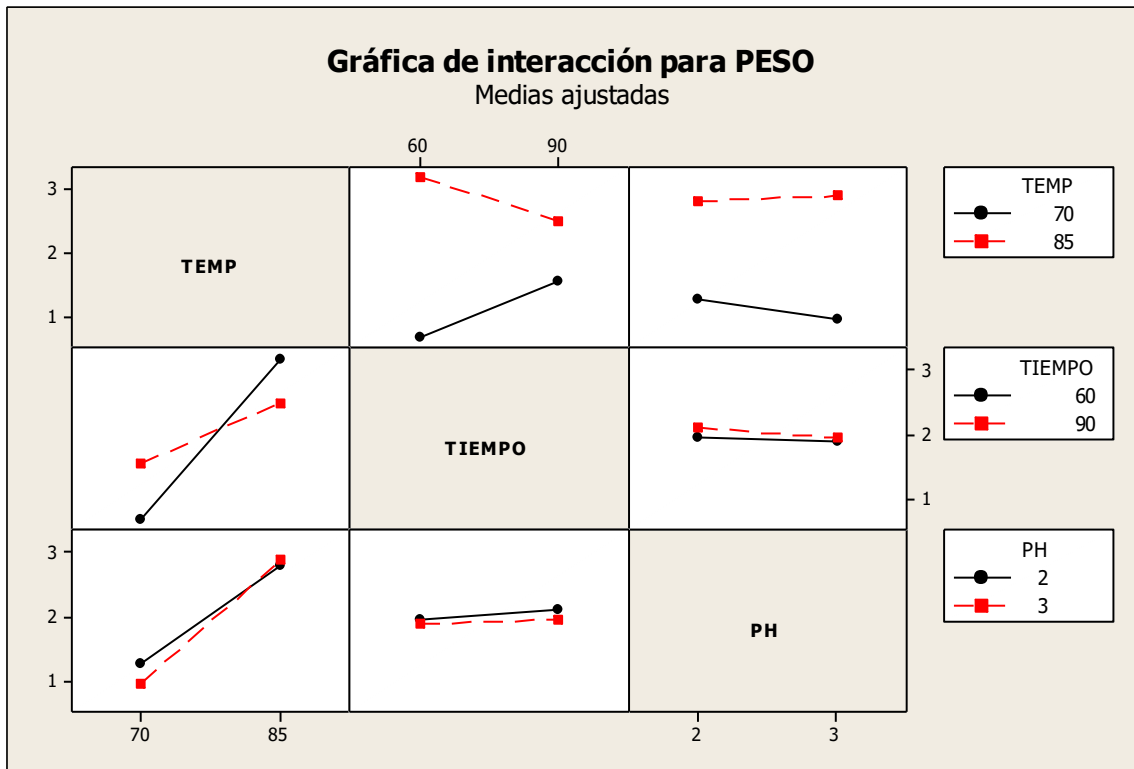 Gráfica de interacción para PESO
Medias ajustadas
60 90
3
2
1
TEMP
TEMP
70
85
TIEMPO
3
2
1
TIEMPO
60
90
3
2
1
PH
PH
2
3
70 85 2 3